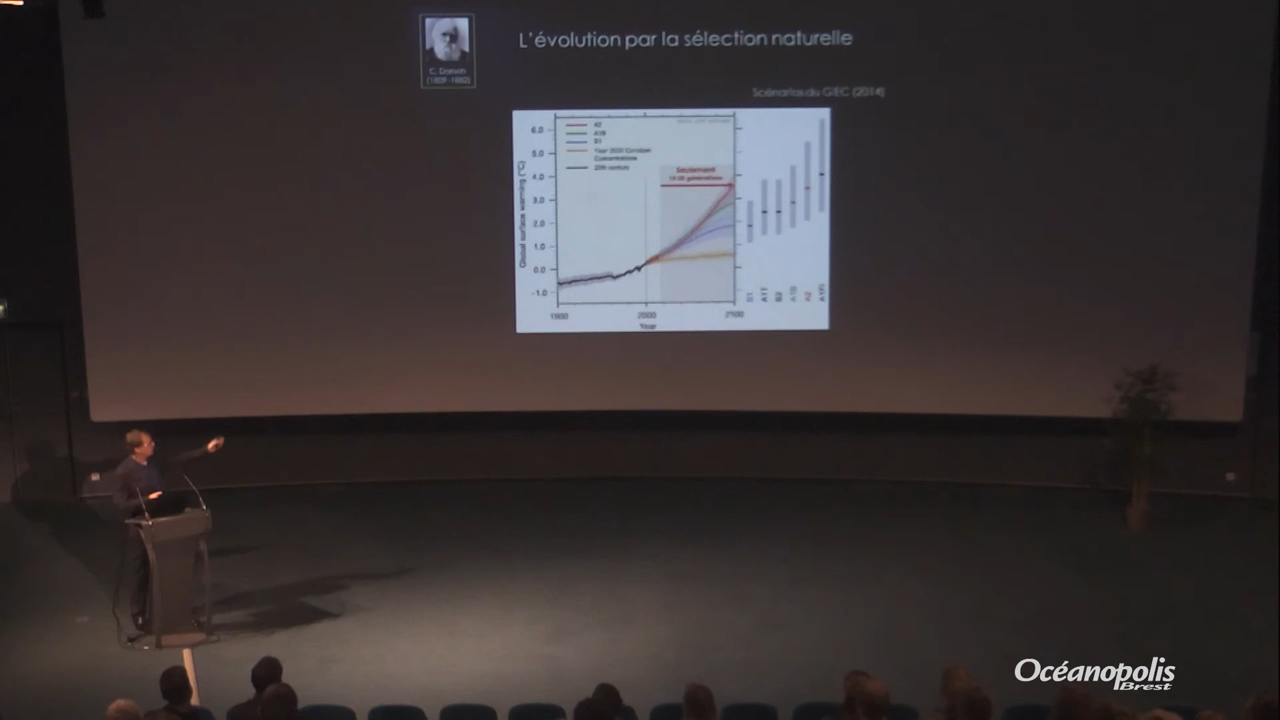 L'évolution par la sélection naturelle
C. Darwin
(1809-1882)
Scénarios du GIEC (2014)
6.0
5.0
4.0
3.0
2.0
1.0
0.0
-1.0
Global surface warming (°C)
A2
A1B
B1
Year 2000 Constant
Concentrations
20th century
Seulement
générations
1900
2000
2100
Year
B1
A1T
B2
A1B
A2
A1FI
Océanopolis
Brest